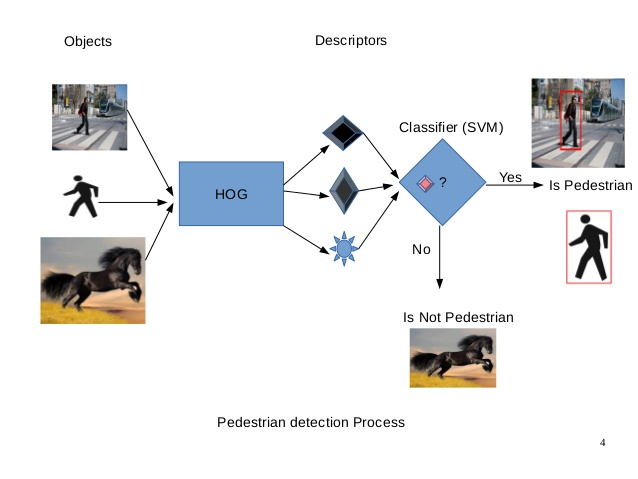 Objects
Descriptors
Classifier (SVM)
HOG
?
Yes
Is Pedestrian
No
Is Not Pedestrian
Pedestrian detection Process
4